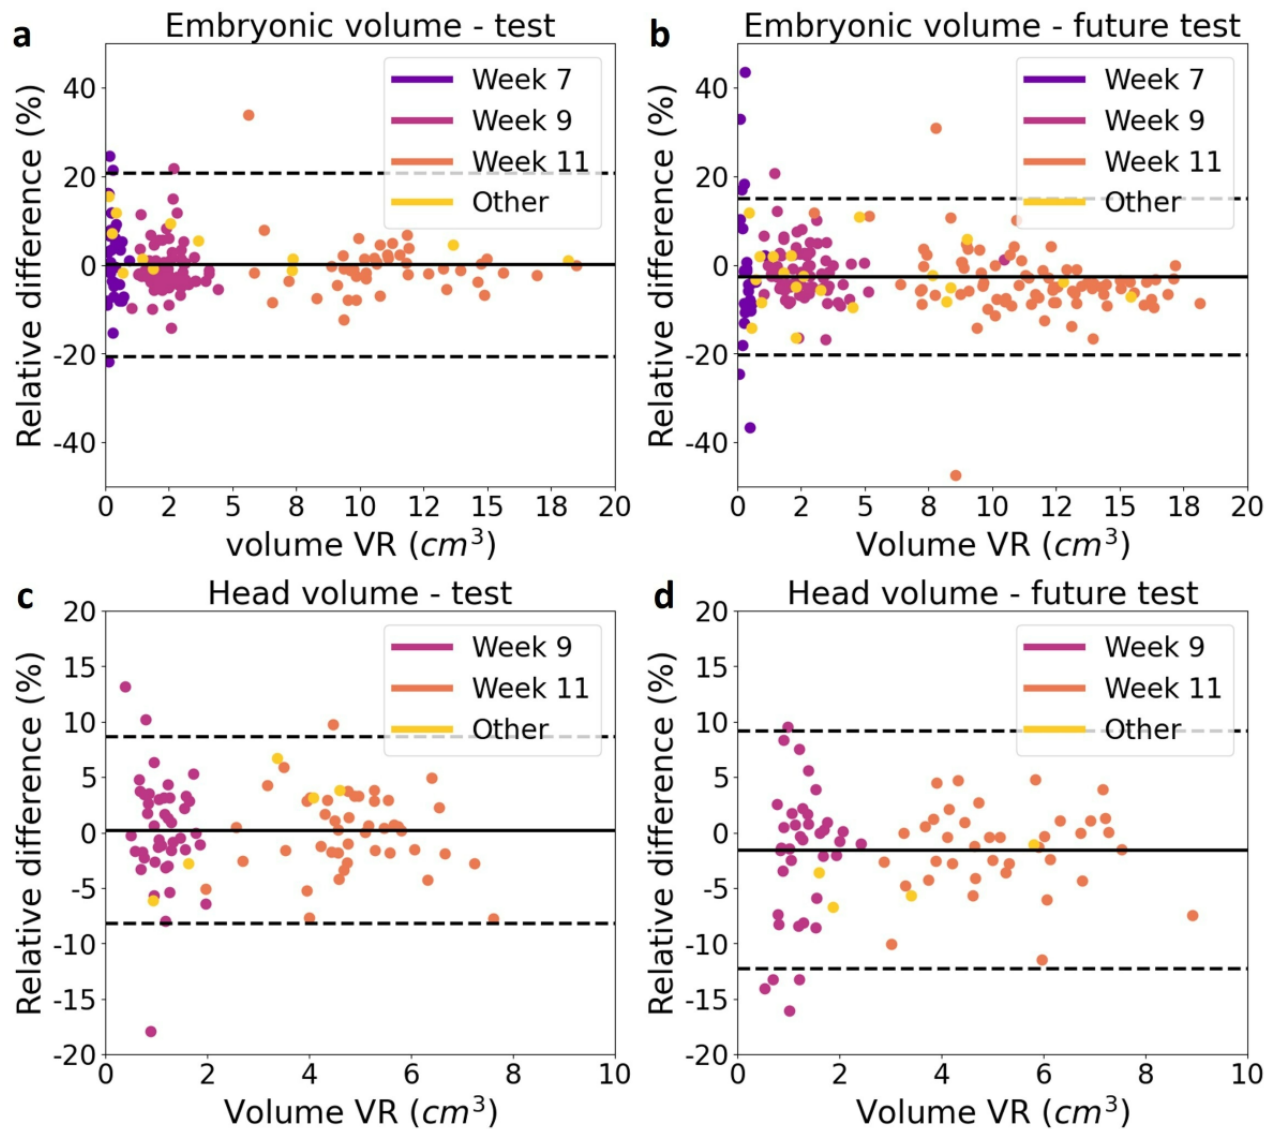 a
Embryonic volume - test
Relative difference (%)
40
20
0
-20
-40
Week 7
Week 9
Week 11
Other
0
2
5
8
10
12
15
18
20
volume VR (cm³)
b
Embryonic volume - future test
Relative difference (%)
40
20
0
-20
-40
Week 7
Week 9
Week 11
Other
0
2
5
8
10
12
15
18
20
Volume VR (cm³)
c
Head volume - test
Relative difference (%)
20
15
10
5
0
-5
-10
-15
-20
Week 9
Week 11
Other
0
2
4
6
8
10
Volume VR (cm³)
d
Head volume - future test
Relative difference (%)
20
15
10
5
0
-5
-10
-15
-20
Week 9
Week 11
Other
0
2
4
6
8
10
Volume VR (cm³)